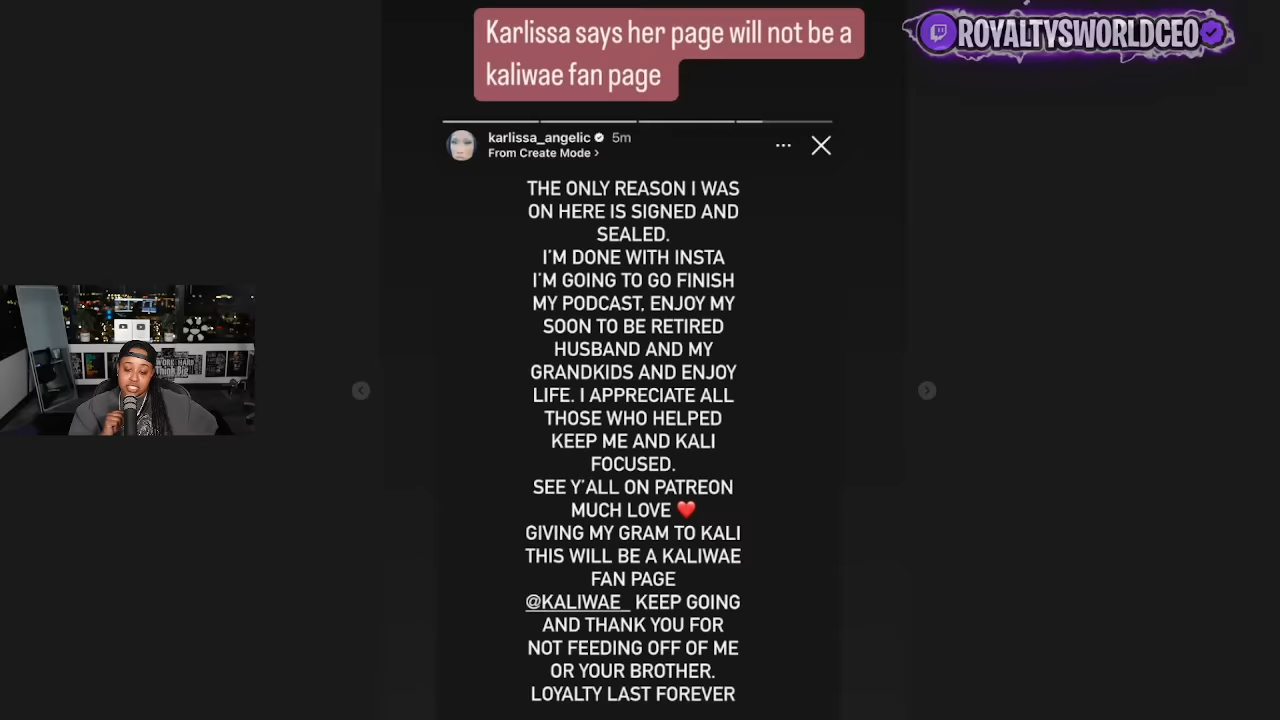 Karlissa says her page will not be a
kaliwae fan page
ROYALTYSWORLDCEO
karlissa_angelic 5m
From Create Mode >
THE ONLY REASON I WAS
ON HERE IS SIGNED AND
SEALED.
I'M DONE WITH INSTA
I'M GOING TO GO FINISH
MY PODCAST, ENJOY MY
SOON TO BE RETIRED
HUSBAND AND MY
GRANDKIDS AND ENJOY
LIFE. I APPRECIATE ALL
THOSE WHO HELPED
KEEP ME AND KALI
FOCUSED.
SEE Y'ALL ON PATREON
MUCH LOVE ❤️
GIVING MY GRAM TO KALI
THIS WILL BE A KALIWAE
FAN PAGE
@KALIWAE_ KEEP GOING
AND THANK YOU FOR
NOT FEEDING OFF OF ME
OR YOUR BROTHER.
LOYALTY LAST FOREVER
WORK HARD
Think Big